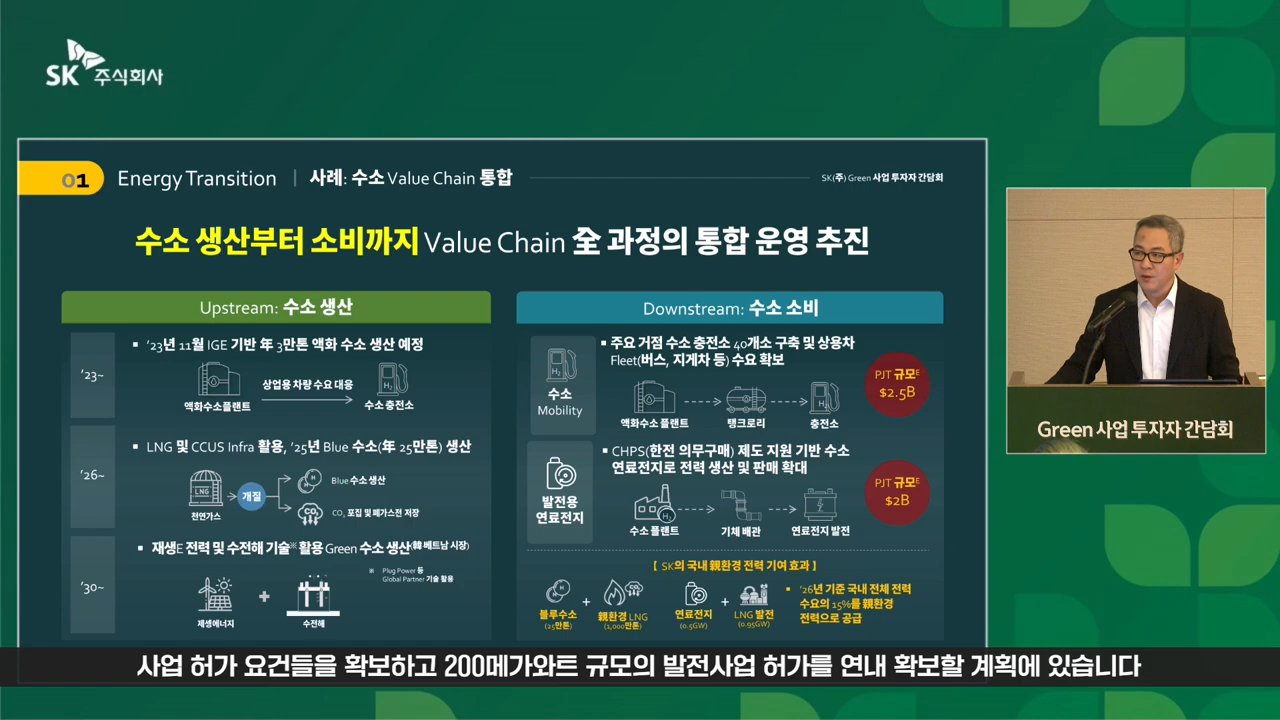 SK 주식회사
01 Energy Transition | 사례: 수소 Value Chain 통합
SK(주) Green 사업 투자자 간담회
수소 생산부터 소비까지 Value Chain 全 과정의 통합 운영 추진
Upstream: 수소 생산
’23~
▪ ’23년 11월 IGE 기반 年 3만톤 액화 수소 생산 예정
상업용 차량 수요 대응
액화수소플랜트
H₂
수소 충전소
’26~
▪ LNG 및 CCUS Infra 활용, ’25년 Blue 수소(年 25만톤) 생산
LNG
천연가스
개질
Blue 수소 생산
CO₂ 포집 및 폐가스전 저장
’30~
▪ 재생E 전력 및 수전해 기술※ 활용 Green 수소 생산(韓 베트남 시장)
※ Plug Power 등
Global Partner 기술 활용
재생에너지
+
수전해
Downstream: 수소 소비
H₂
수소
Mobility
▪ 주요 거점 수소 충전소 40개소 구축 및 상용차
Fleet(버스, 지게차 등) 수요 확보
액화수소 플랜트
탱크로리
충전소
PJT 규모ᴱ
$2.5B
발전용
연료전지
▪ CHPS(한전 의무구매) 제도 지원 기반 수소
연료전지로 전력 생산 및 판매 확대
H₂
수소 플랜트
기체 배관
연료전지 발전
PJT 규모ᴱ
$2B
[ SK의 국내 親환경 전력 기여 효과 ]
블루수소
(25만톤)
+
親환경 LNG
(1,000만톤)
연료전지
(0.5GW)
+
LNG 발전
(0.95GW)
▪ ’26년 기준 국내 전체 전력
수요의 15%를 親환경
전력으로 공급
Green 사업 투자자 간담회
사업 허가 요건들을 확보하고 200메가와트 규모의 발전사업 허가를 연내 확보할 계획에 있습니다